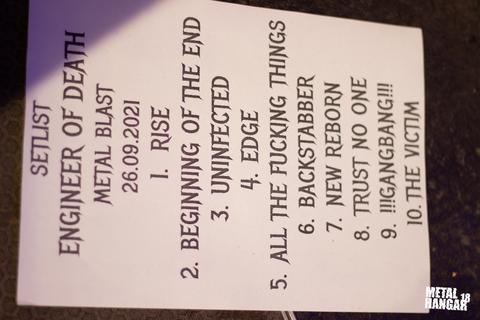 SETLIST
ENGINEER OF DEATH
METAL BLAST
26.09.2021
1. RISE
2. BEGINNING OF THE END
3. UNINFECTED
4. EDGE
5. ALL THE FUCKING THINGS
6. BACKSTABBER
7. NEW REBORN
8. TRUST NO ONE
9. !!!GANGBANG!!!
10. THE VICTIM
METAL 18
HANGAR